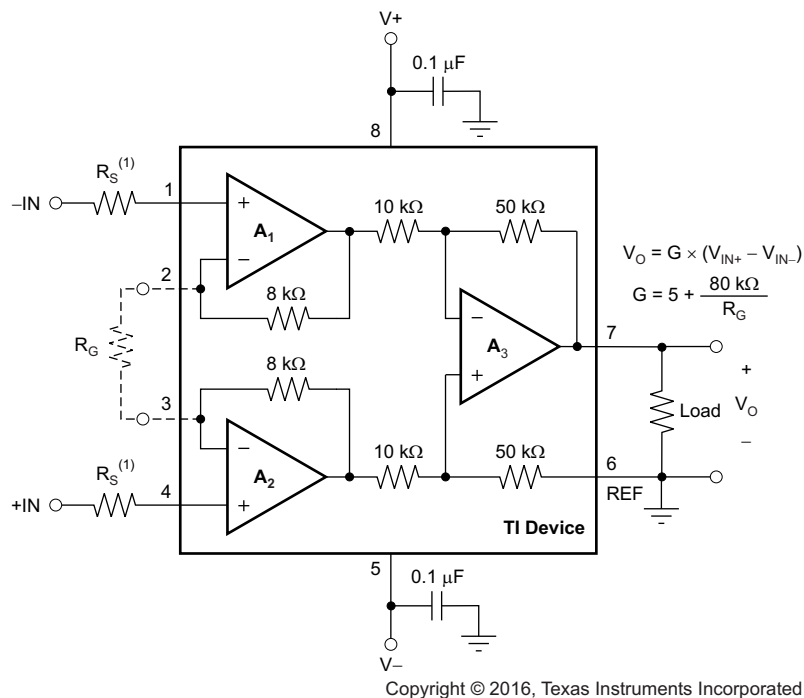 V+
0.1 μF
8
R_S^(1)
−IN
1
+
A_1
−
10 kΩ
50 kΩ
V_O = G × (V_IN+ − V_IN−)
G = 5 + 80 kΩ / R_G
2
8 kΩ
R_G
−
A_3
+
7
8 kΩ
3
+
V_O
−
Load
R_S^(1)
+IN
4
−
A_2
+
10 kΩ
50 kΩ
6
REF
TI Device
5
0.1 μF
V−
Copyright © 2016, Texas Instruments Incorporated